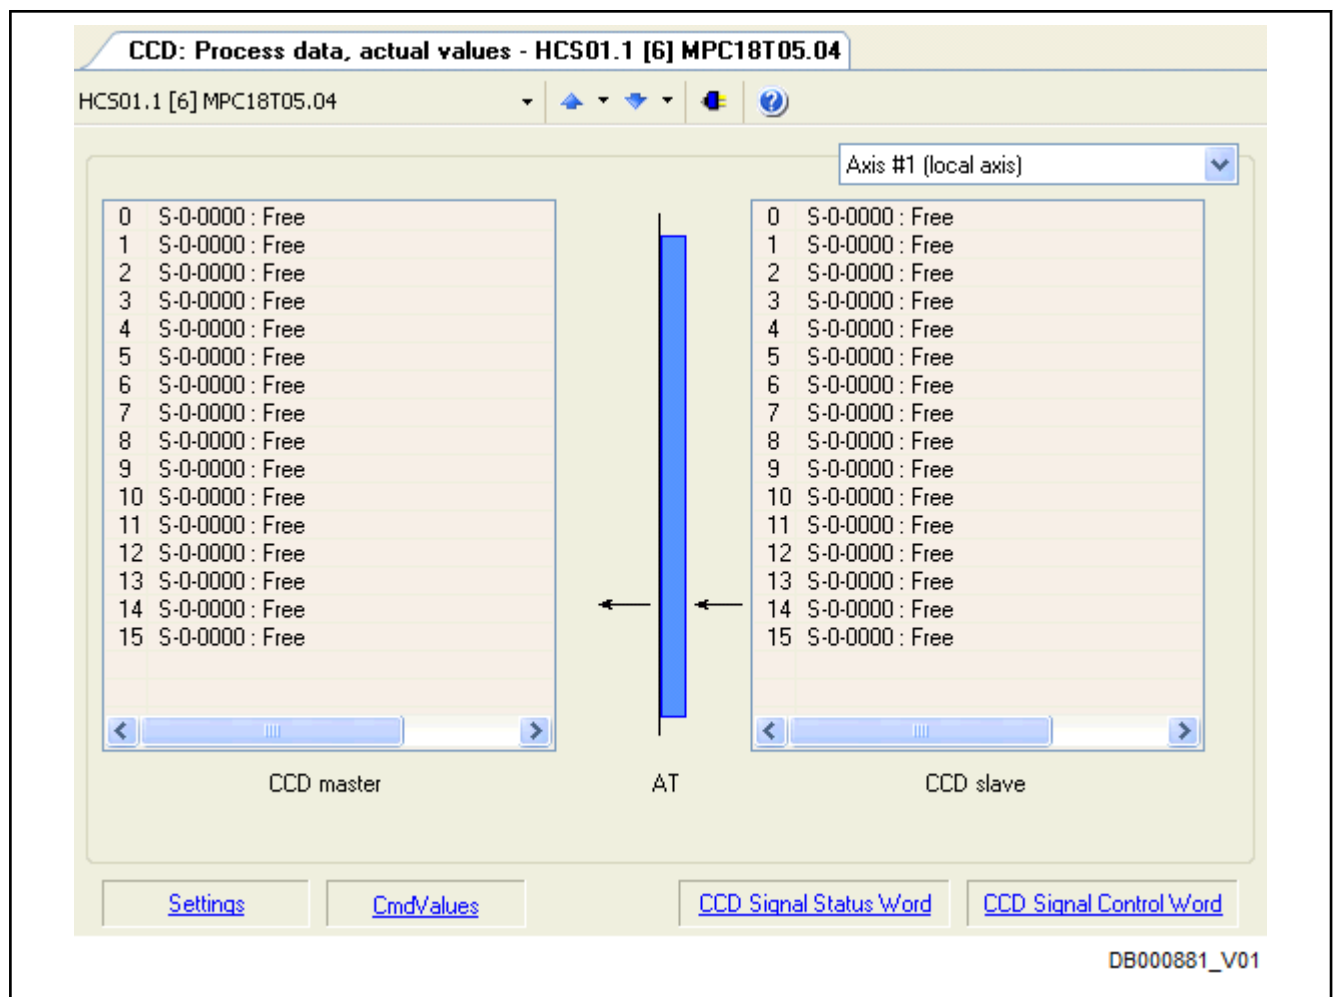 CCD: Process data, actual values - HCS01.1 [6] MPC18T05.04
HCS01.1 [6] MPC18T05.04
Axis #1 (local axis)
0 S-0-0000 : Free
1 S-0-0000 : Free
2 S-0-0000 : Free
3 S-0-0000 : Free
4 S-0-0000 : Free
5 S-0-0000 : Free
6 S-0-0000 : Free
7 S-0-0000 : Free
8 S-0-0000 : Free
9 S-0-0000 : Free
10 S-0-0000 : Free
11 S-0-0000 : Free
12 S-0-0000 : Free
13 S-0-0000 : Free
14 S-0-0000 : Free
15 S-0-0000 : Free
CCD master
AT
0 S-0-0000 : Free
1 S-0-0000 : Free
2 S-0-0000 : Free
3 S-0-0000 : Free
4 S-0-0000 : Free
5 S-0-0000 : Free
6 S-0-0000 : Free
7 S-0-0000 : Free
8 S-0-0000 : Free
9 S-0-0000 : Free
10 S-0-0000 : Free
11 S-0-0000 : Free
12 S-0-0000 : Free
13 S-0-0000 : Free
14 S-0-0000 : Free
15 S-0-0000 : Free
CCD slave
Settings
CmdValues
CCD Signal Status Word
CCD Signal Control Word
DB000881_V01